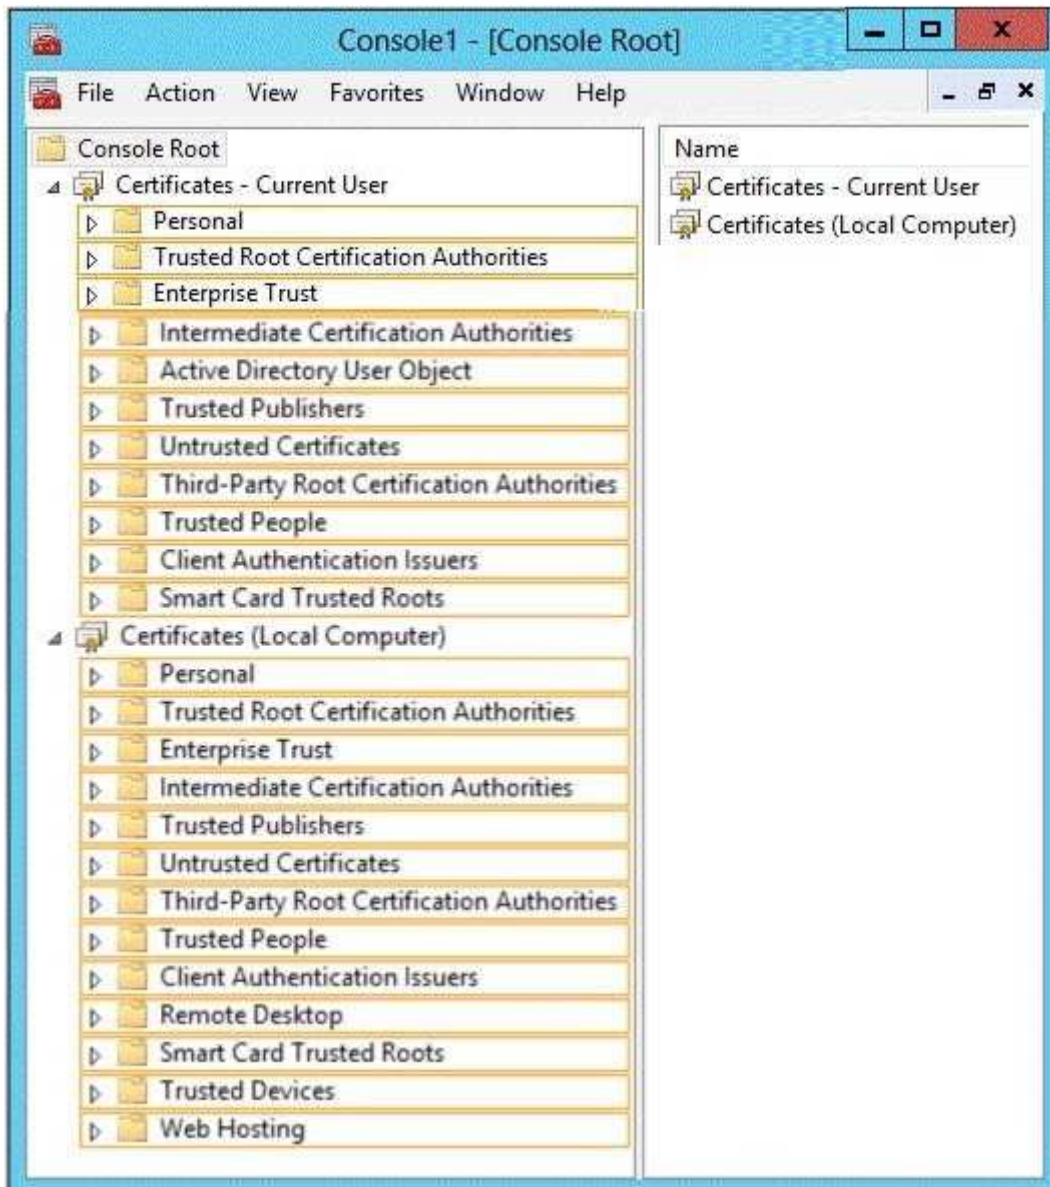 Console1 - [Console Root]
File Action View Favorites Window Help
Console Root
Certificates - Current User
Personal
Trusted Root Certification Authorities
Enterprise Trust
Intermediate Certification Authorities
Active Directory User Object
Trusted Publishers
Untrusted Certificates
Third-Party Root Certification Authorities
Trusted People
Client Authentication Issuers
Smart Card Trusted Roots
Certificates (Local Computer)
Personal
Trusted Root Certification Authorities
Enterprise Trust
Intermediate Certification Authorities
Trusted Publishers
Untrusted Certificates
Third-Party Root Certification Authorities
Trusted People
Client Authentication Issuers
Remote Desktop
Smart Card Trusted Roots
Trusted Devices
Web Hosting
Name
Certificates - Current User
Certificates (Local Computer)